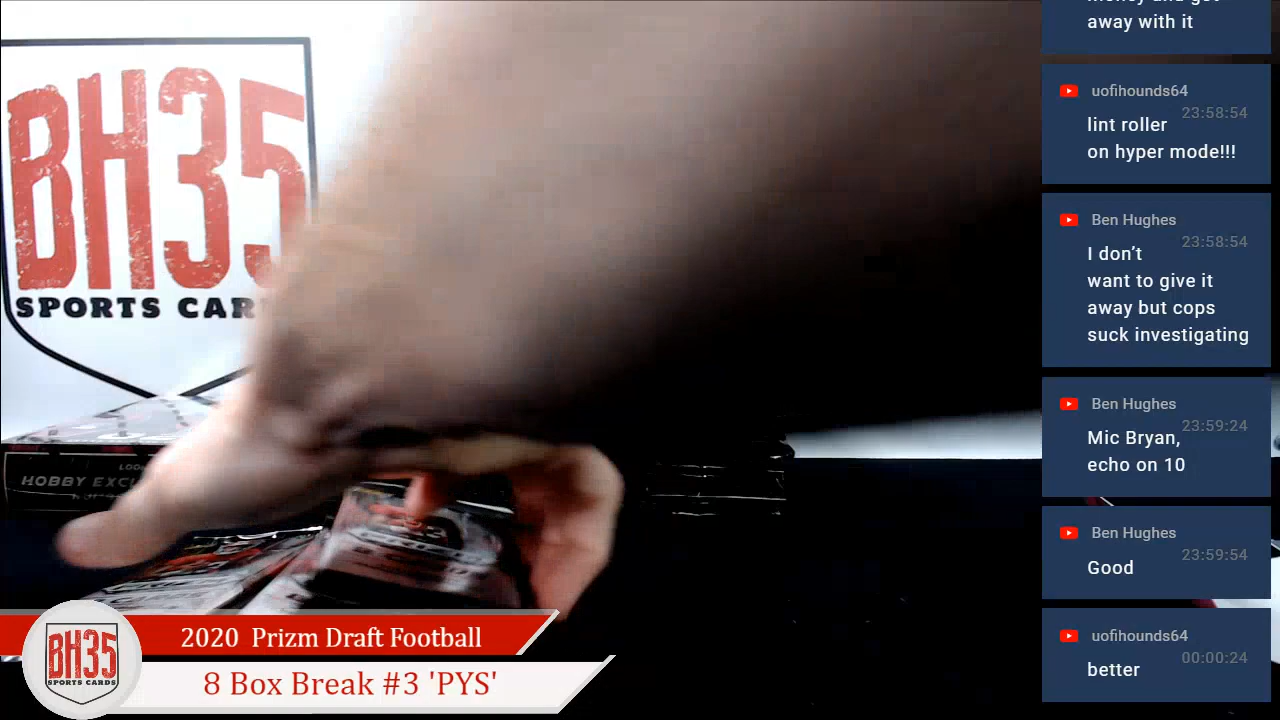 BH35
SPORTS CAR
HOBBY EXCL
BH35
SPORTS CARDS
2020 Prizm Draft Football
8 Box Break #3 'PYS'
away with it
uofihounds64
23:58:54
lint roller
on hyper mode!!!
Ben Hughes
23:58:54
I don’t
want to give it
away but cops
suck investigating
Ben Hughes
23:59:24
Mic Bryan,
echo on 10
Ben Hughes
23:59:54
Good
uofihounds64
00:00:24
better